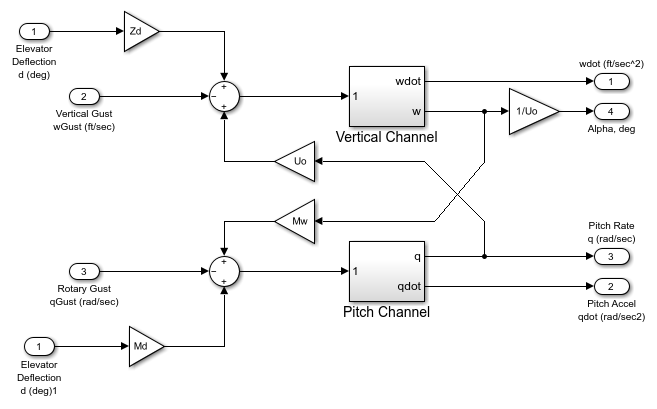 1
Elevator
Deflection
d (deg)
Zd
2
Vertical Gust
wGust (ft/sec)
+
−
+
1
wdot
w
Vertical Channel
1/Uo
wdot (ft/sec^2)
1
4
Alpha, deg
Uo
Mw
3
Rotary Gust
qGust (rad/sec)
+
−
+
1
q
qdot
Pitch Channel
Pitch Rate
q (rad/sec)
3
2
Pitch Accel
qdot (rad/sec2)
1
Elevator
Deflection
d (deg)1
Md